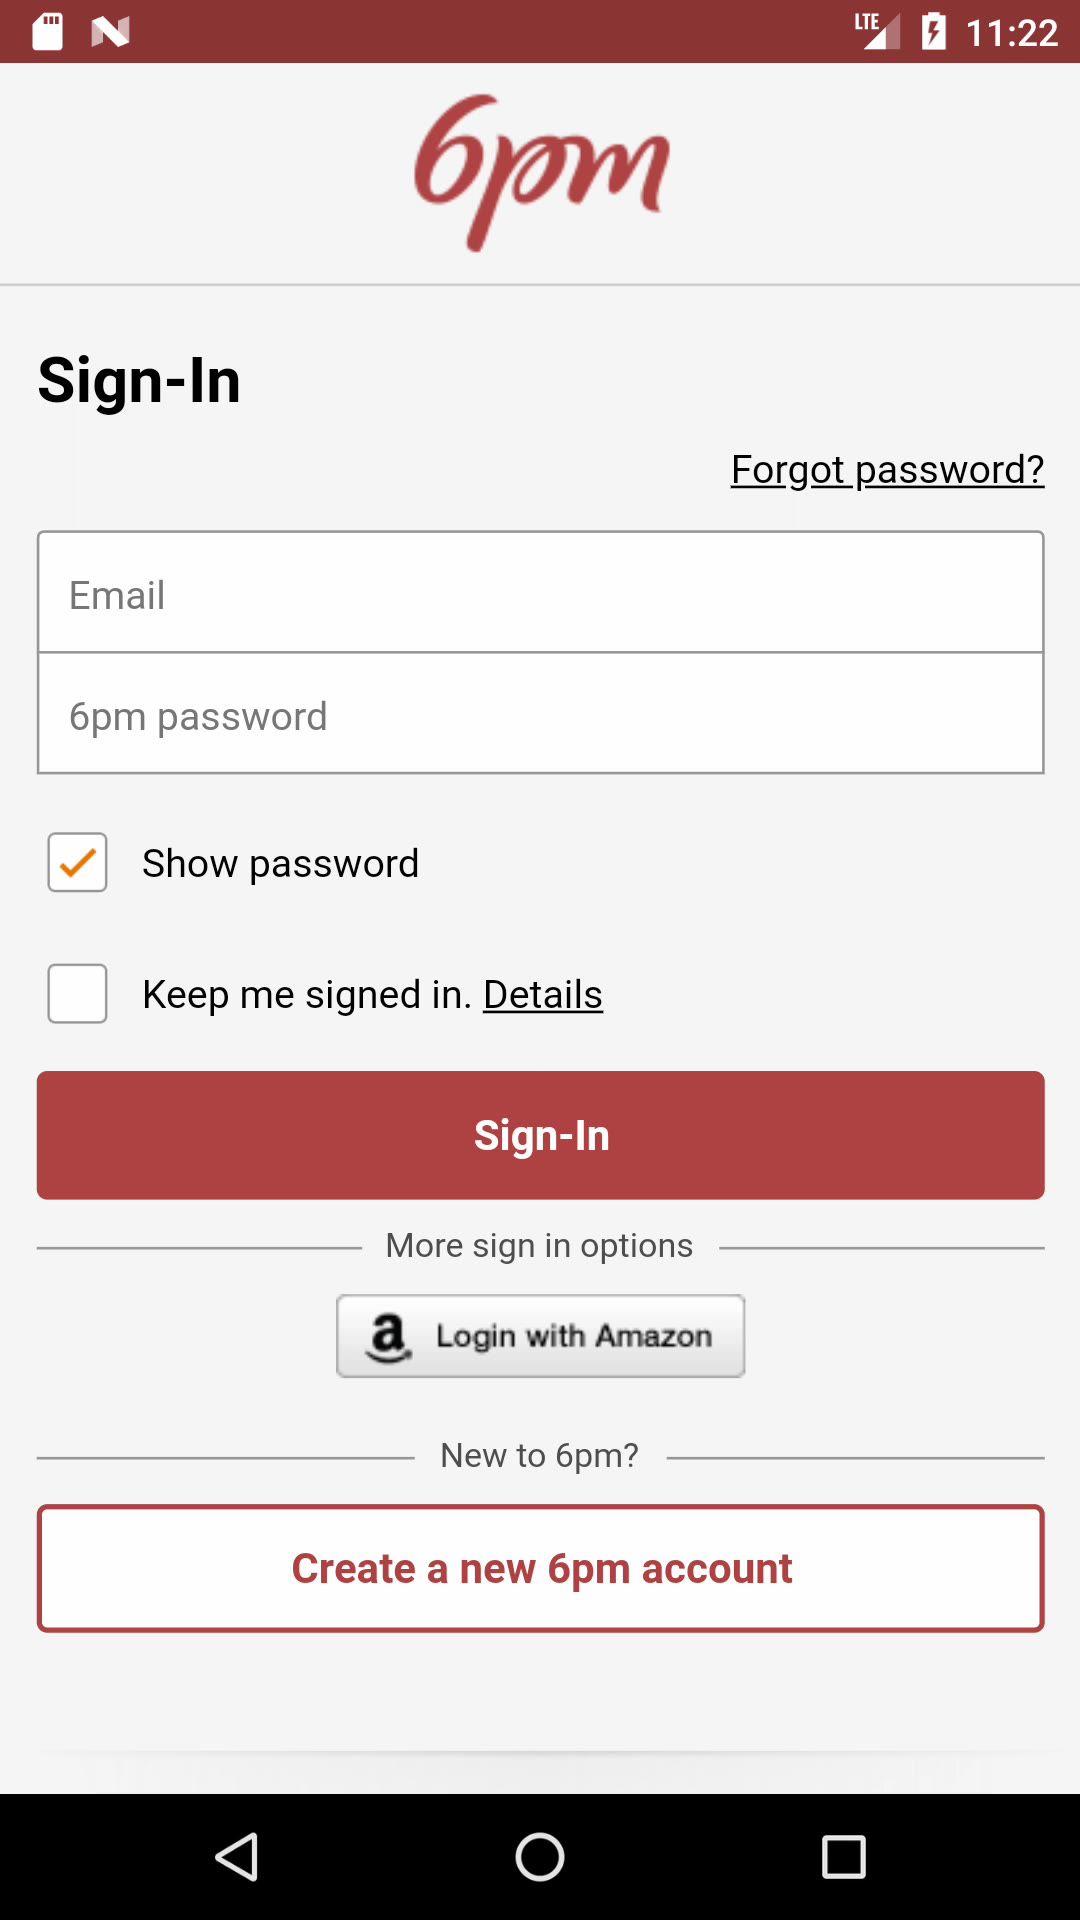 LTE 11:22
6pm
Sign-In
Forgot password?
Email
6pm password
Show password
Keep me signed in. Details
Sign-In
More sign in options
a Login with Amazon
New to 6pm?
Create a new 6pm account